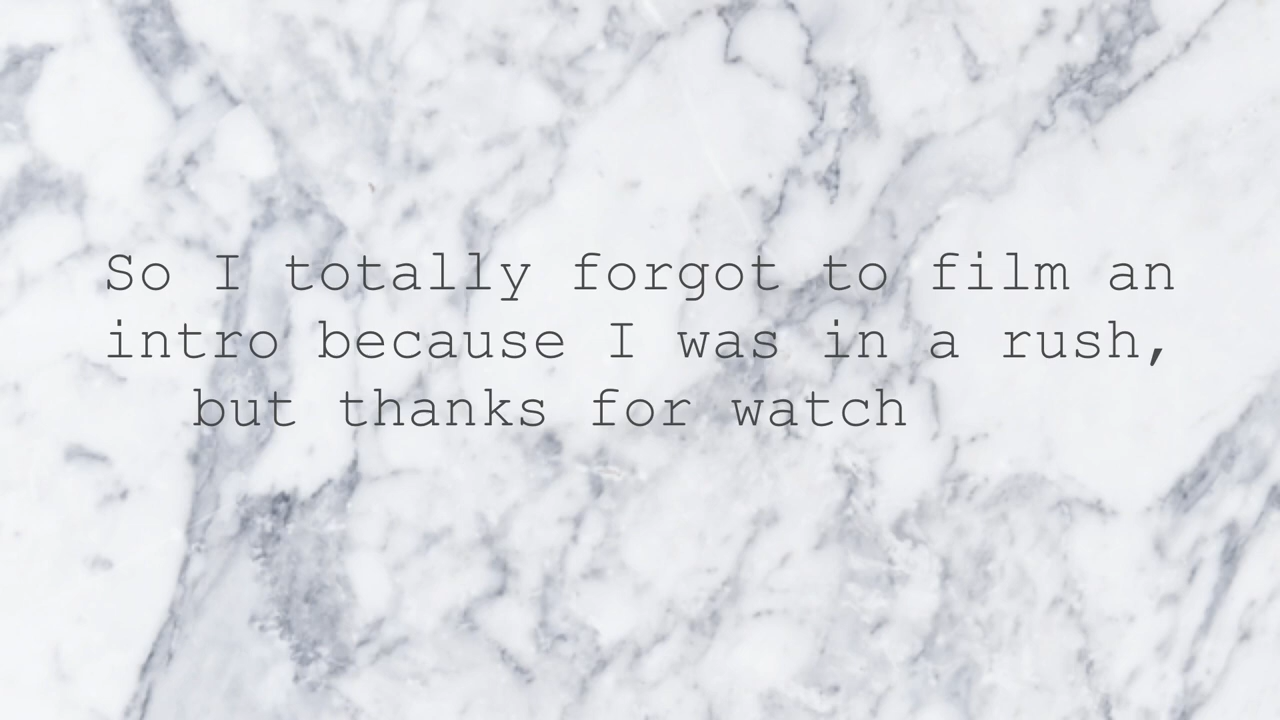 So I totally forgot to film an
intro because I was in a rush,
but thanks for watch